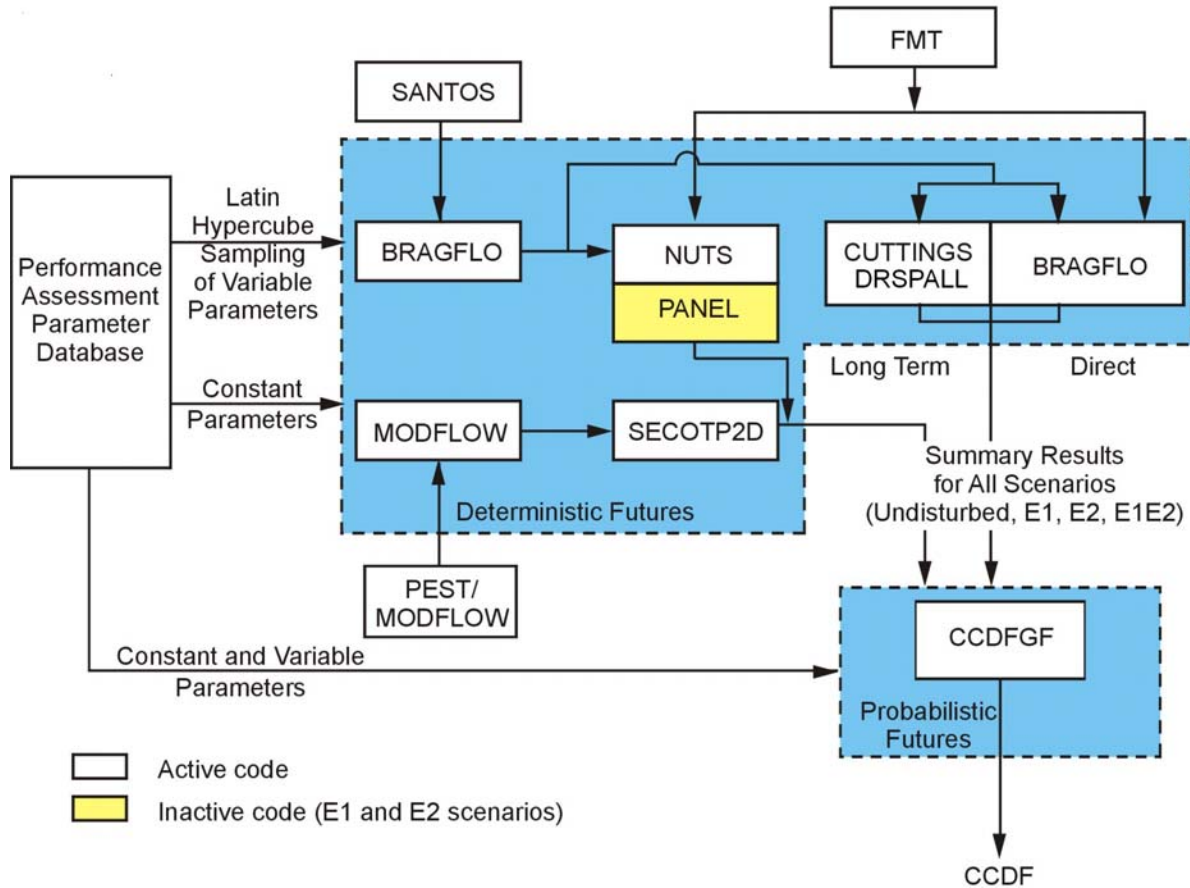 FMT
SANTOS
Performance
Assessment
Parameter
Database
Latin
Hypercube
Sampling
of Variable
Parameters
BRAGFLO
NUTS
PANEL
CUTTINGS
DRSPALL
BRAGFLO
Long Term
Direct
Constant
Parameters
MODFLOW
SECOTP2D
Deterministic Futures
Summary Results
for All Scenarios
(Undisturbed, E1, E2, E1E2)
PEST/
MODFLOW
Constant and Variable
Parameters
CCDFGF
Probabilistic
Futures
Active code
Inactive code (E1 and E2 scenarios)
CCDF